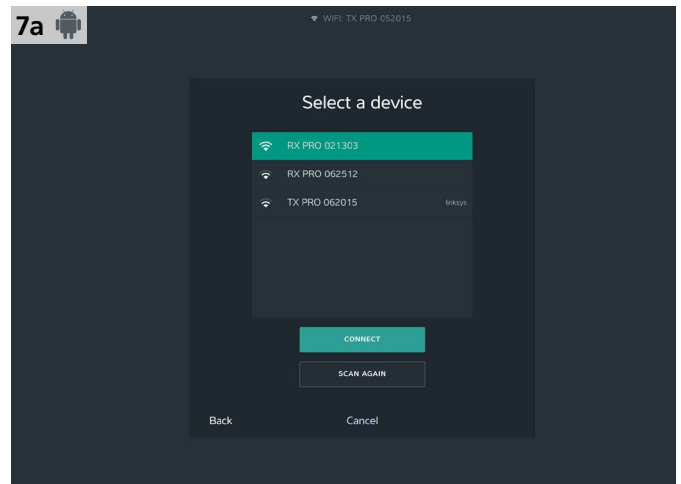 7a
WIFI: TX PRO 052015
Select a device
RX PRO 021303
RX PRO 062512
TX PRO 062015 linksys
CONNECT
SCAN AGAIN
Back Cancel